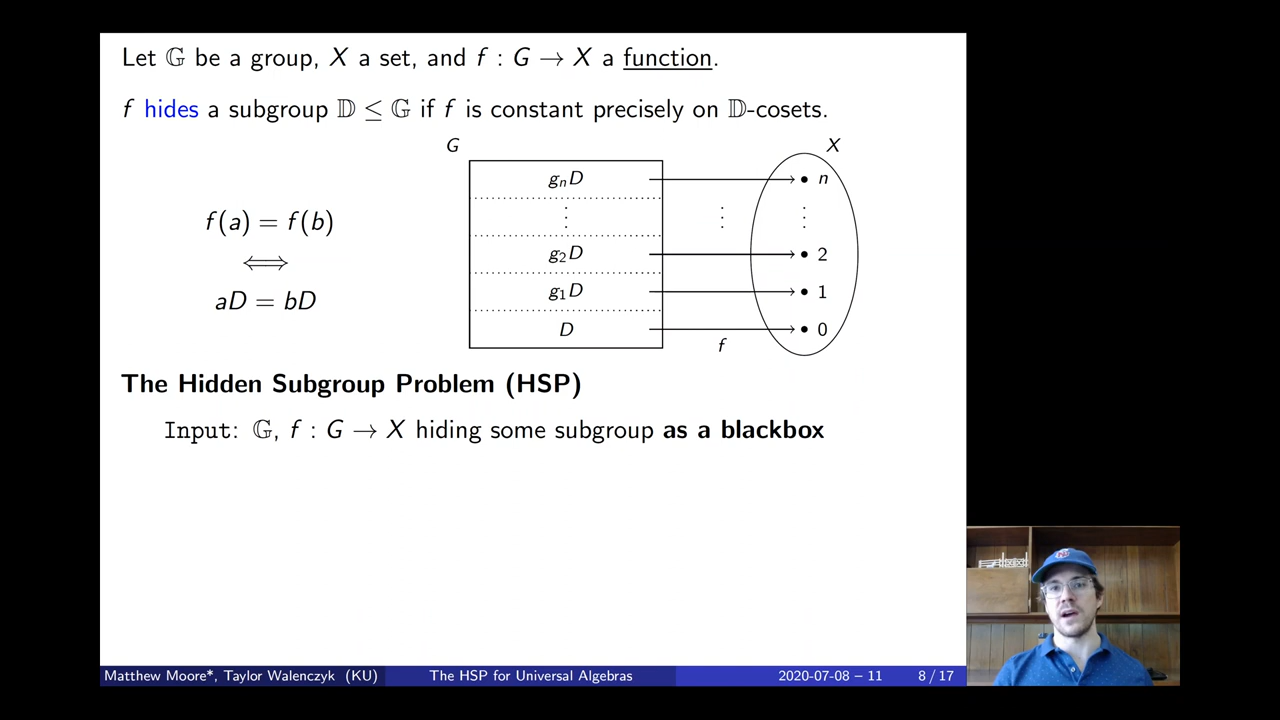 Let 𝔾 be a group, X a set, and f : G → X a function.
f hides a subgroup 𝔻 ≤ 𝔾 if f is constant precisely on 𝔻-cosets.
G
X
gₙD
n
⋮
⋮
⋮
f(a) = f(b)
⟺
aD = bD
g₂D
2
g₁D
1
D
0
f
The Hidden Subgroup Problem (HSP)
Input: 𝔾, f : G → X hiding some subgroup as a blackbox
Matthew Moore*, Taylor Walenczyk (KU)
The HSP for Universal Algebras
2020-07-08 – 11
8 / 17